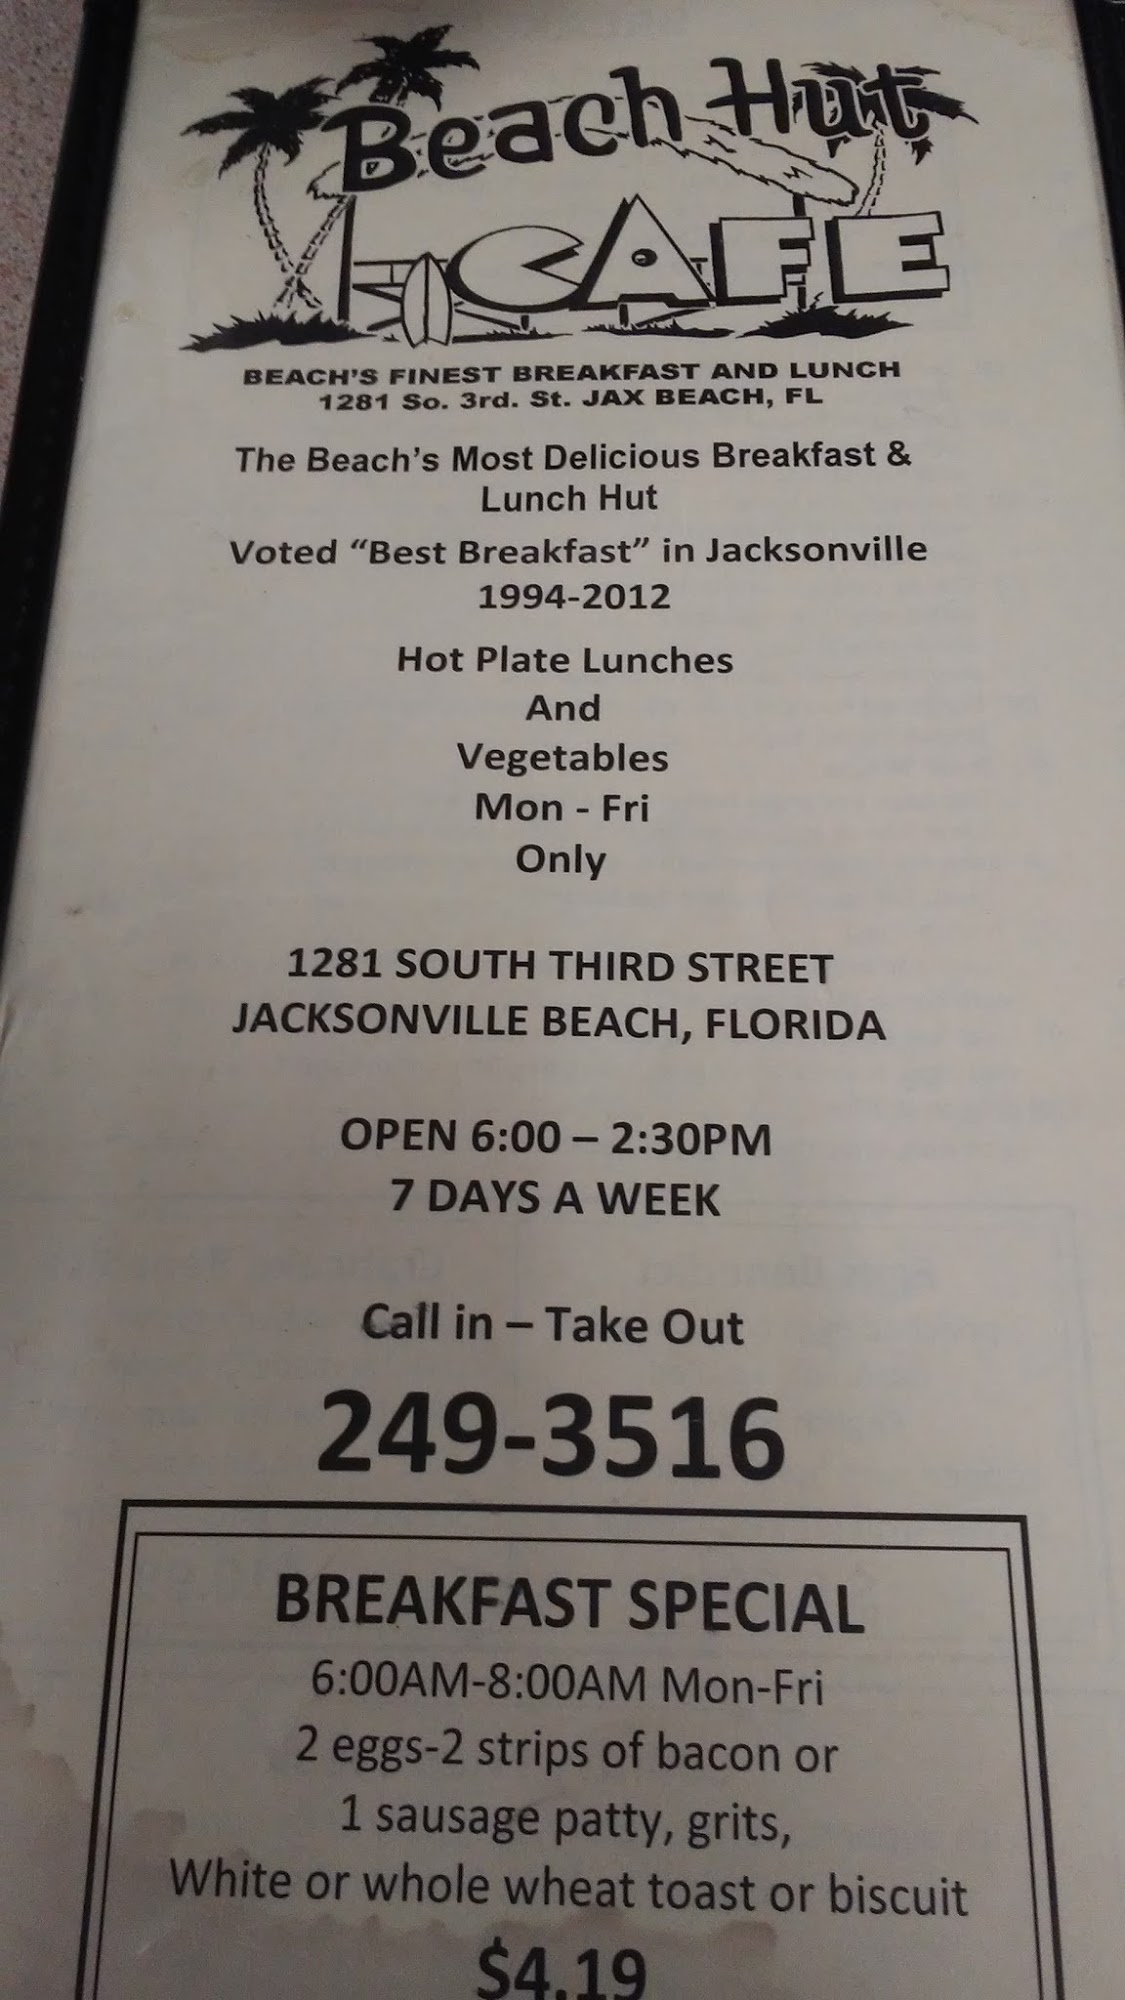 Beach Hut
CAFE
BEACH'S FINEST BREAKFAST AND LUNCH
1281 So. 3rd. St. JAX BEACH, FL
The Beach's Most Delicious Breakfast &
Lunch Hut
Voted “Best Breakfast” in Jacksonville
1994-2012
Hot Plate Lunches
And
Vegetables
Mon - Fri
Only
1281 SOUTH THIRD STREET
JACKSONVILLE BEACH, FLORIDA
OPEN 6:00 – 2:30PM
7 DAYS A WEEK
Call in – Take Out
249-3516
BREAKFAST SPECIAL
6:00AM-8:00AM Mon-Fri
2 eggs-2 strips of bacon or
1 sausage patty, grits,
White or whole wheat toast or biscuit
$4.19